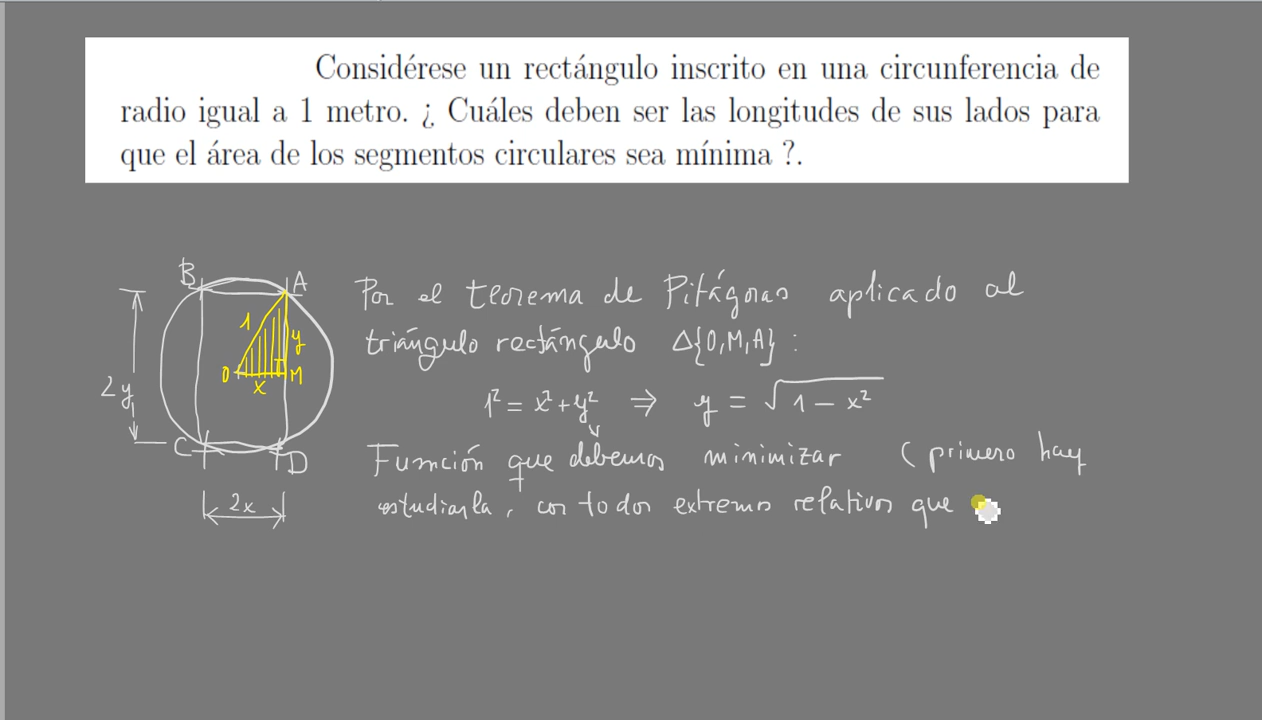 Considérese un rectángulo inscrito en una circunferencia de
radio igual a 1 metro. ¿ Cuáles deben ser las longitudes de sus lados para
que el área de los segmentos circulares sea mínima ?.
B
A
1
y
O
x
M
2y
C
D
2x
Por el teorema de Pitágoras aplicado al
triángulo rectángulo Δ{O,M,A} :
1² = x² + y² ⇒ y = √(1 − x²)
Función que debemos minimizar (primero hay
estudiarla, con todos extremos relativos que